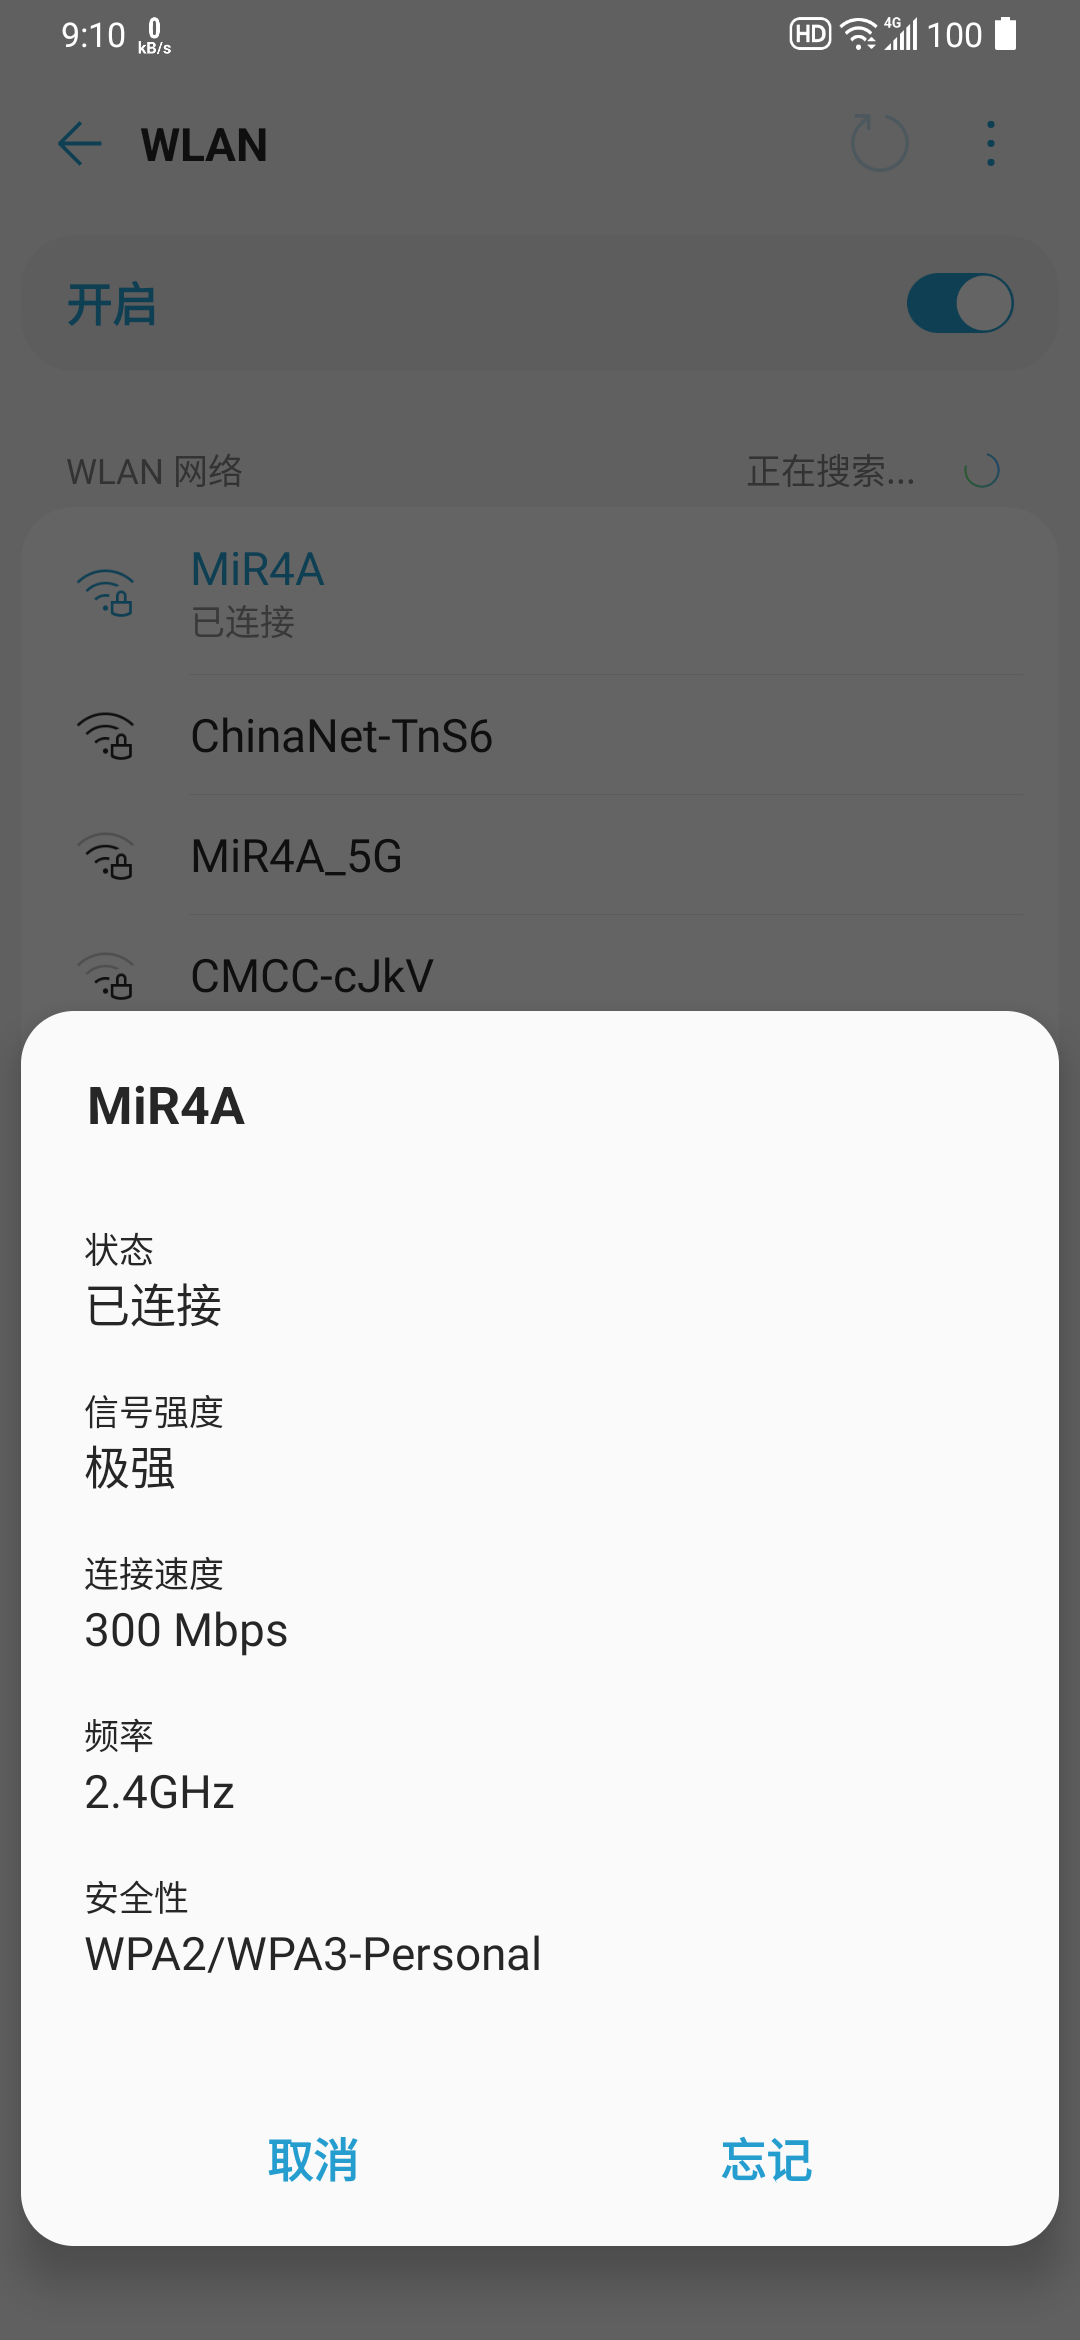 9:10 0 kB/s HD 4G 100
WLAN
开启
WLAN 网络 正在搜索...
MiR4A
已连接
ChinaNet-TnS6
MiR4A_5G
CMCC-cJkV
MiR4A
状态
已连接
信号强度
极强
连接速度
300 Mbps
频率
2.4GHz
安全性
WPA2/WPA3-Personal
取消 忘记